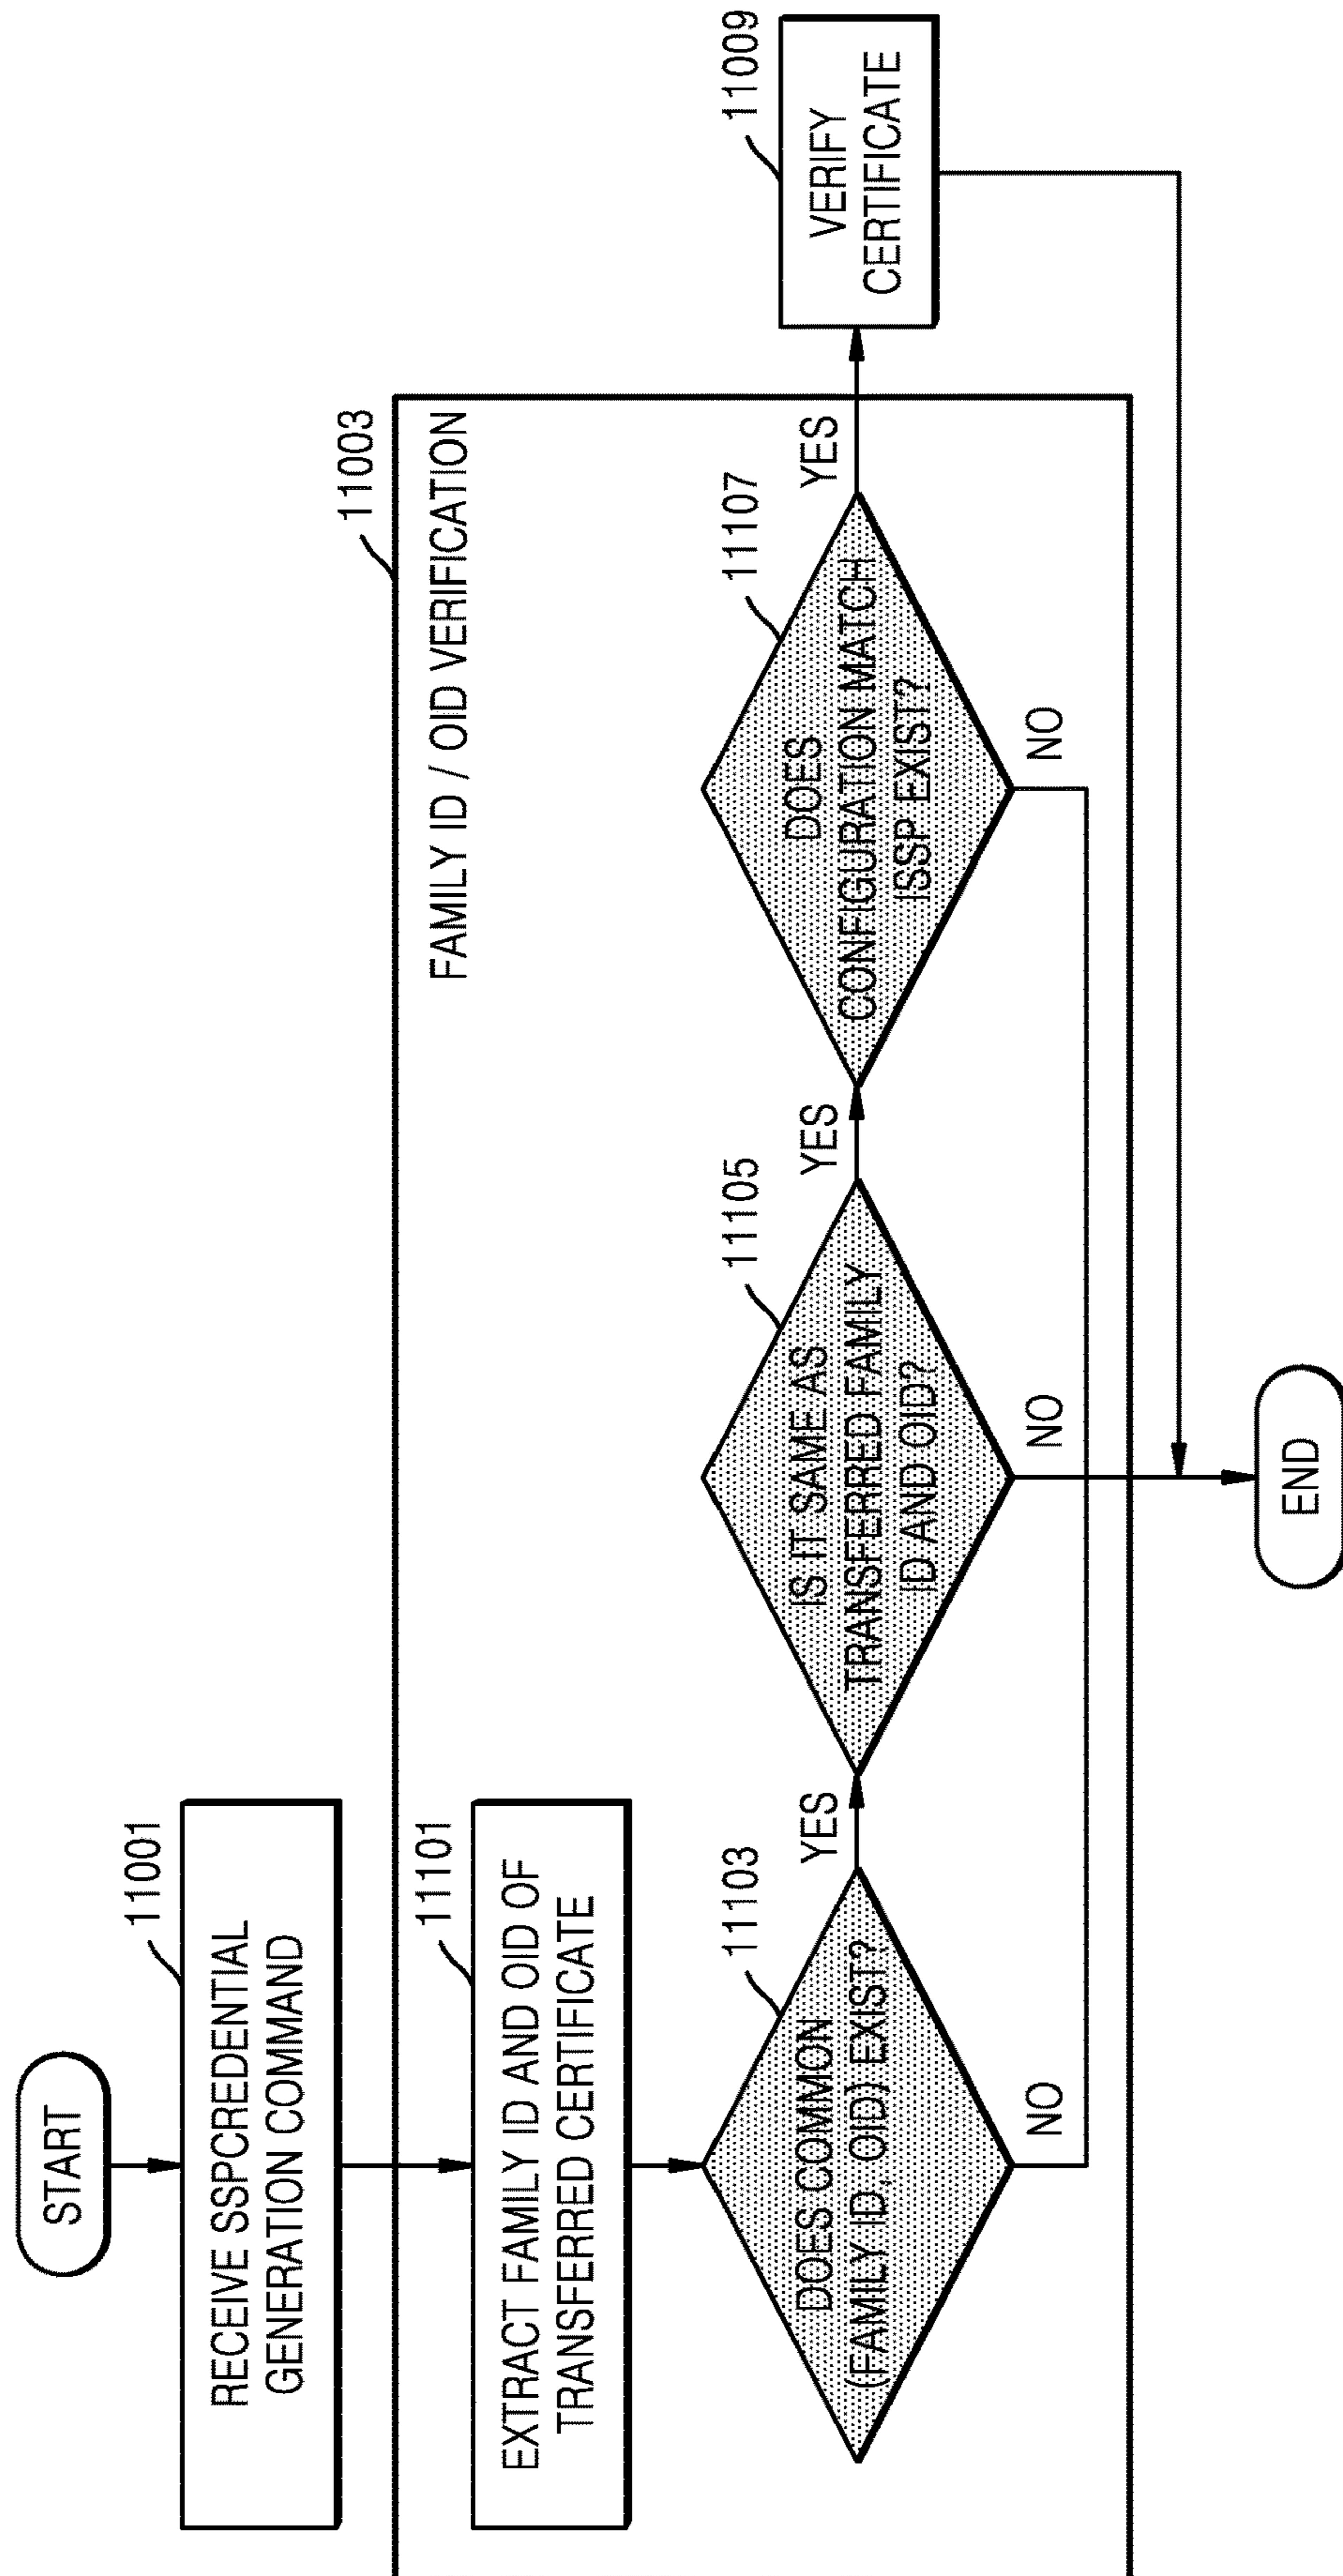 START
11001
RECEIVE SSPCREDENTIAL
GENERATION COMMAND
11003
FAMILY ID / OID VERIFICATION
11101
EXTRACT FAMILY ID AND OID OF
TRANSFERRED CERTIFICATE
11103
DOES COMMON
(FAMILY ID, OID) EXIST?
YES
NO
11105
IS IT SAME AS
TRANSFERRED FAMILY
ID AND OID?
YES
NO
11107
DOES
CONFIGURATION MATCH
ISSP EXIST?
YES
NO
11009
VERIFY
CERTIFICATE
END